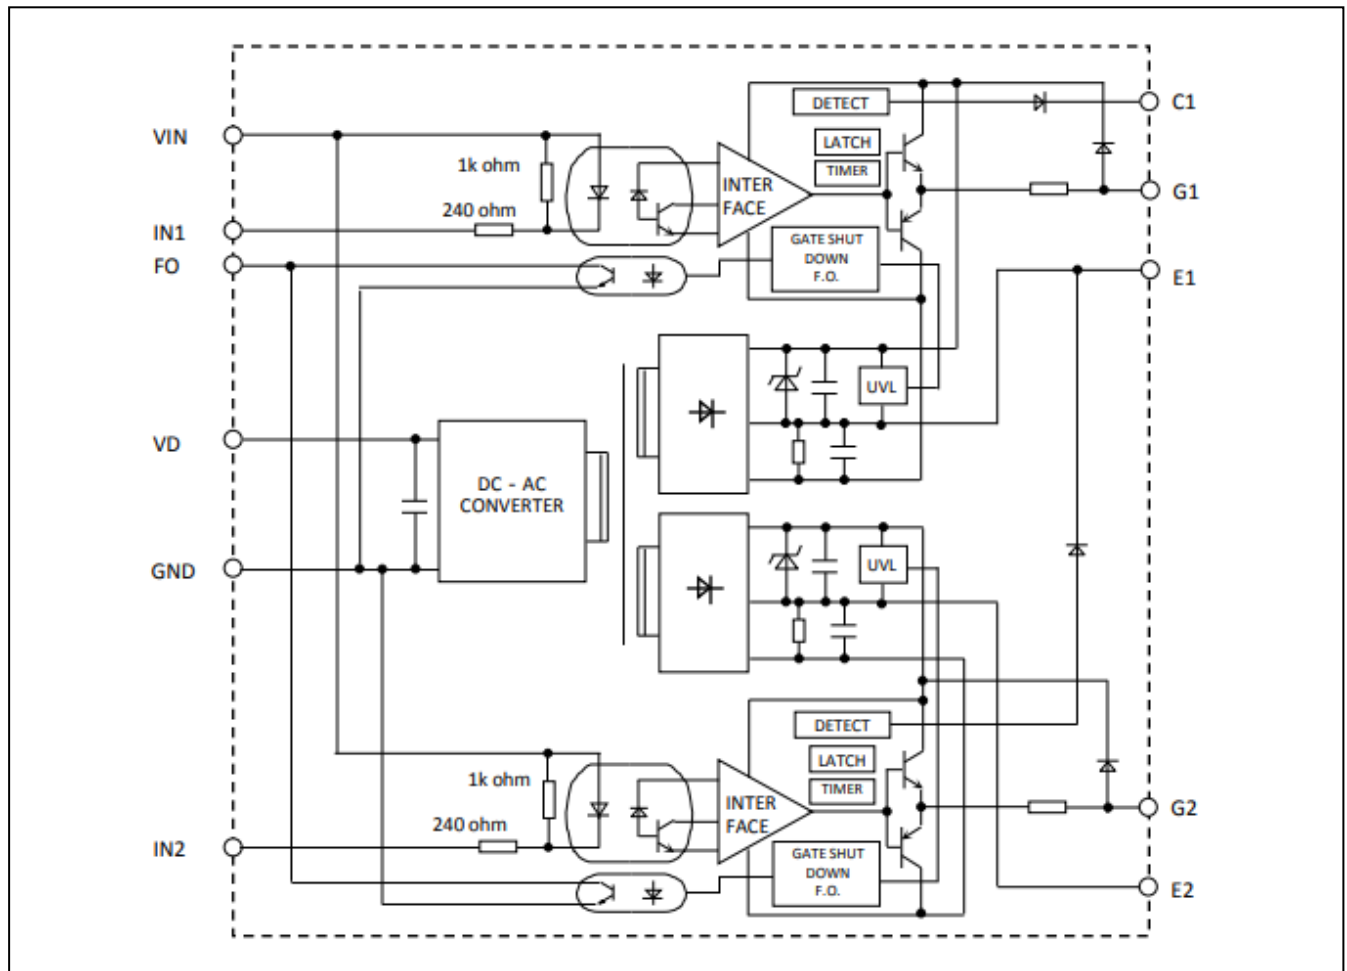 C1
DETECT
VIN
LATCH
1k ohm
TIMER
INTER
FACE
G1
240 ohm
IN1
GATE SHUT
DOWN
F.O.
FO
E1
UVL
VD
DC - AC
CONVERTER
GND
UVL
DETECT
LATCH
1k ohm
TIMER
INTER
FACE
G2
240 ohm
IN2
GATE SHUT
DOWN
F.O.
E2